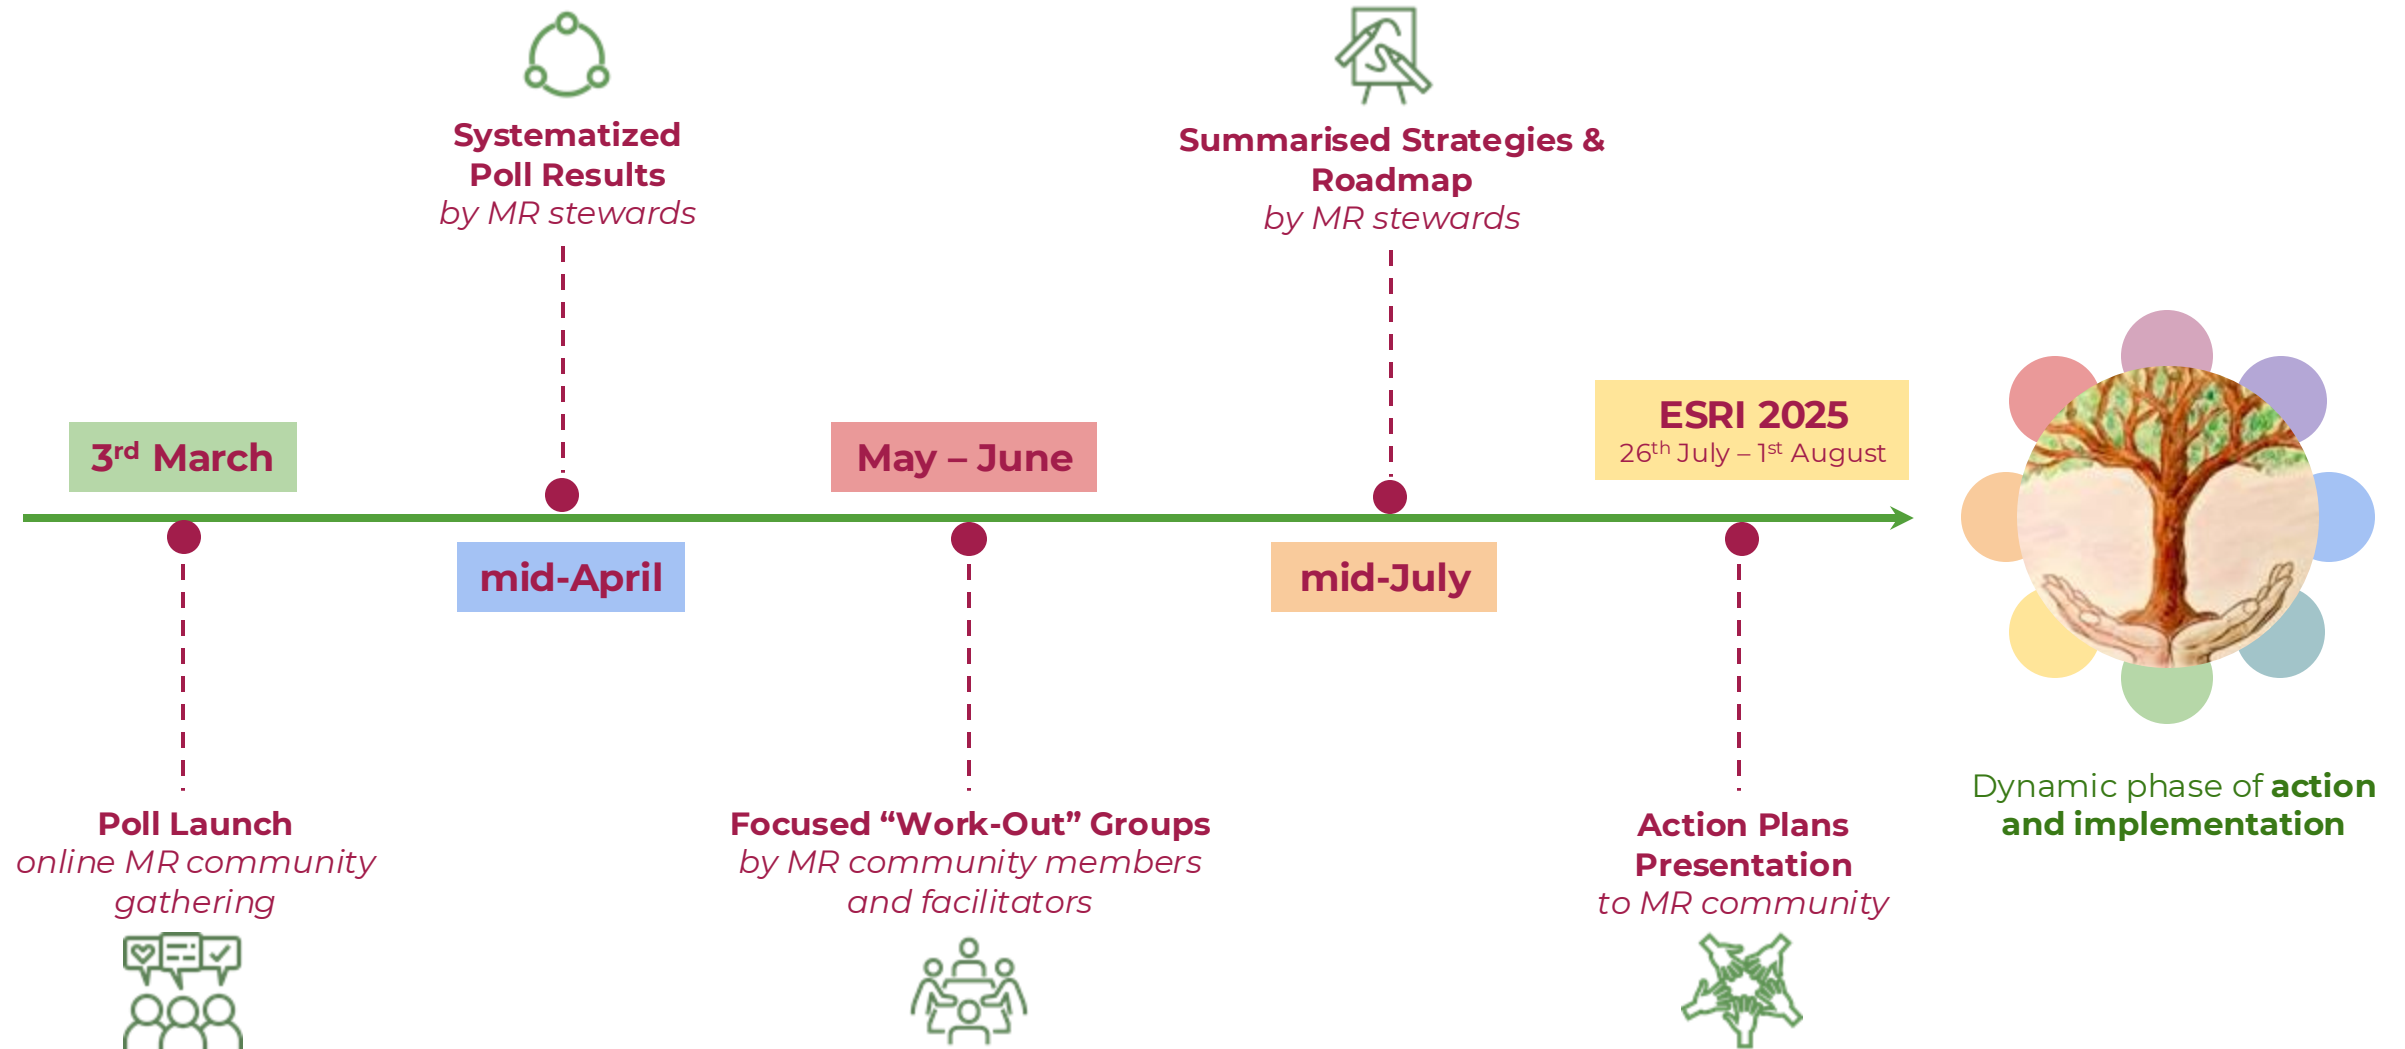 Systematized
Poll Results
by MR stewards
Summarised Strategies &
Roadmap
by MR stewards
3rd March
May – June
ESRI 2025
26th July – 1st August
mid-April
mid-July
Poll Launch
online MR community
gathering
Focused “Work-Out” Groups
by MR community members
and facilitators
Action Plans
Presentation
to MR community
Dynamic phase of action
and implementation